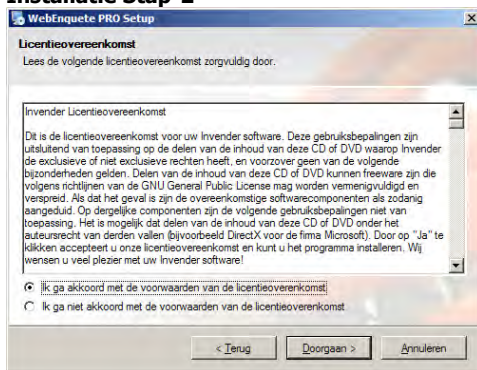 Installatie Stap 2
WebEnquete PRO Setup
Licentieovereenkomst
Lees de volgende licentieovereenkomst zorgvuldig door.
Invender Licentieovereenkomst
Dit is de licentieovereenkomst voor uw Invender software. Deze gebruiksbepalingen zijn
uitsluitend van toepassing op de delen van de inhoud van deze CD of DVD waarop Invender
de exclusieve of niet exclusieve rechten heeft, en voorzover geen van de volgende
bijzonderheden gelden. Delen van de inhoud van deze CD of DVD kunnen freeware zijn die
volgens richtlijnen van de GNU General Public License mag worden vermenigvuldigd en
verspreid. Als dat het geval is zijn de overeenkomstige softwarecomponenten als zodanig
aangeduid. Op dergelijke componenten zijn de volgende gebruiksbepalingen niet van
toepassing. Het is mogelijk dat delen van de inhoud van deze CD of DVD onder het
auteursrecht van derden vallen (bijvoorbeeld DirectX voor de firma Microsoft). Door op "Ja" te
klikken accepteert u onze licentieovereenkomst en kunt u het programma installeren. Wij
wensen u veel plezier met uw Invender software!
Ik ga akkoord met de voorwaarden van de licentieoverenkomst
Ik ga niet akkoord met de voorwaarden van de licentieovereenkomst
< Terug
Doorgaan >
Annuleren